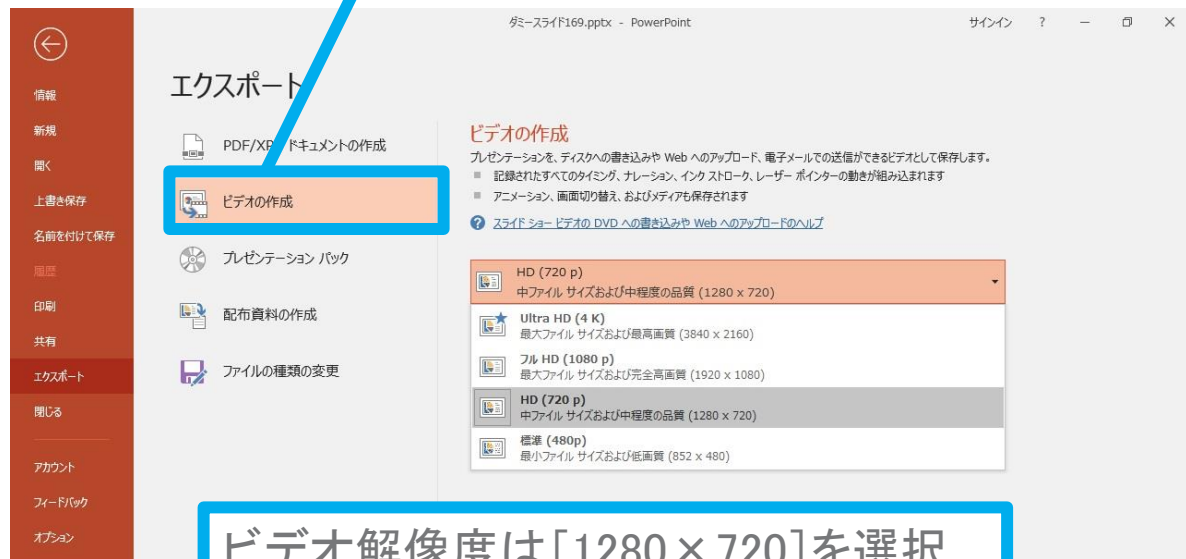 ダミースライド169.pptx - PowerPoint
サインイン ? — ×
エクスポート
情報
新規
開く
上書き保存
名前を付けて保存
履歴
印刷
共有
エクスポート
閉じる
アカウント
フィードバック
オプション
PDF/XP ドキュメントの作成
ビデオの作成
プレゼンテーション パック
配布資料の作成
ファイルの種類の変更
ビデオの作成
プレゼンテーションを、ディスクへの書き込みや Web へのアップロード、電子メールでの送信ができるビデオとして保存します。
記録されたすべてのタイミング、ナレーション、インク ストローク、レーザー ポインターの動きが組み込まれます
アニメーション、画面切り替え、およびメディアも保存されます
スライド ショー ビデオの DVD への書き込みや Web へのアップロードのヘルプ
HD (720 p)
中ファイル サイズおよび中程度の品質 (1280 x 720)
Ultra HD (4 K)
最大ファイル サイズおよび最高画質 (3840 x 2160)
フル HD (1080 p)
最大ファイル サイズおよび完全高画質 (1920 x 1080)
HD (720 p)
中ファイル サイズおよび中程度の品質 (1280 x 720)
標準 (480p)
最小ファイル サイズおよび低画質 (852 x 480)
ビデオ解像度は[1280×720]を選択